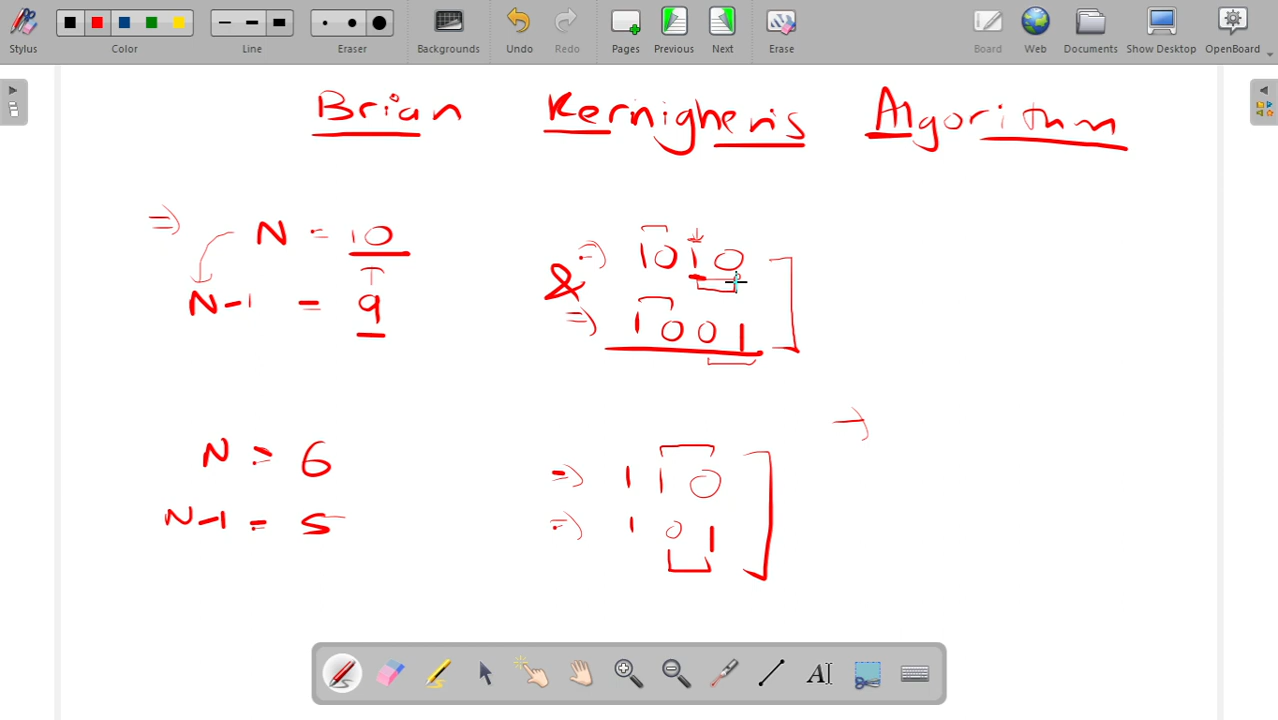 Stylus Color Line Eraser Backgrounds Undo Redo Pages Previous Next Erase Board Web Documents Show Desktop OpenBoard
Brian Kernighen's Algorithm
=) N = 10 =) 1010
&
N-1 = 9 =) 1001
N = 6 =) 110
N-1 = 5 =) 101